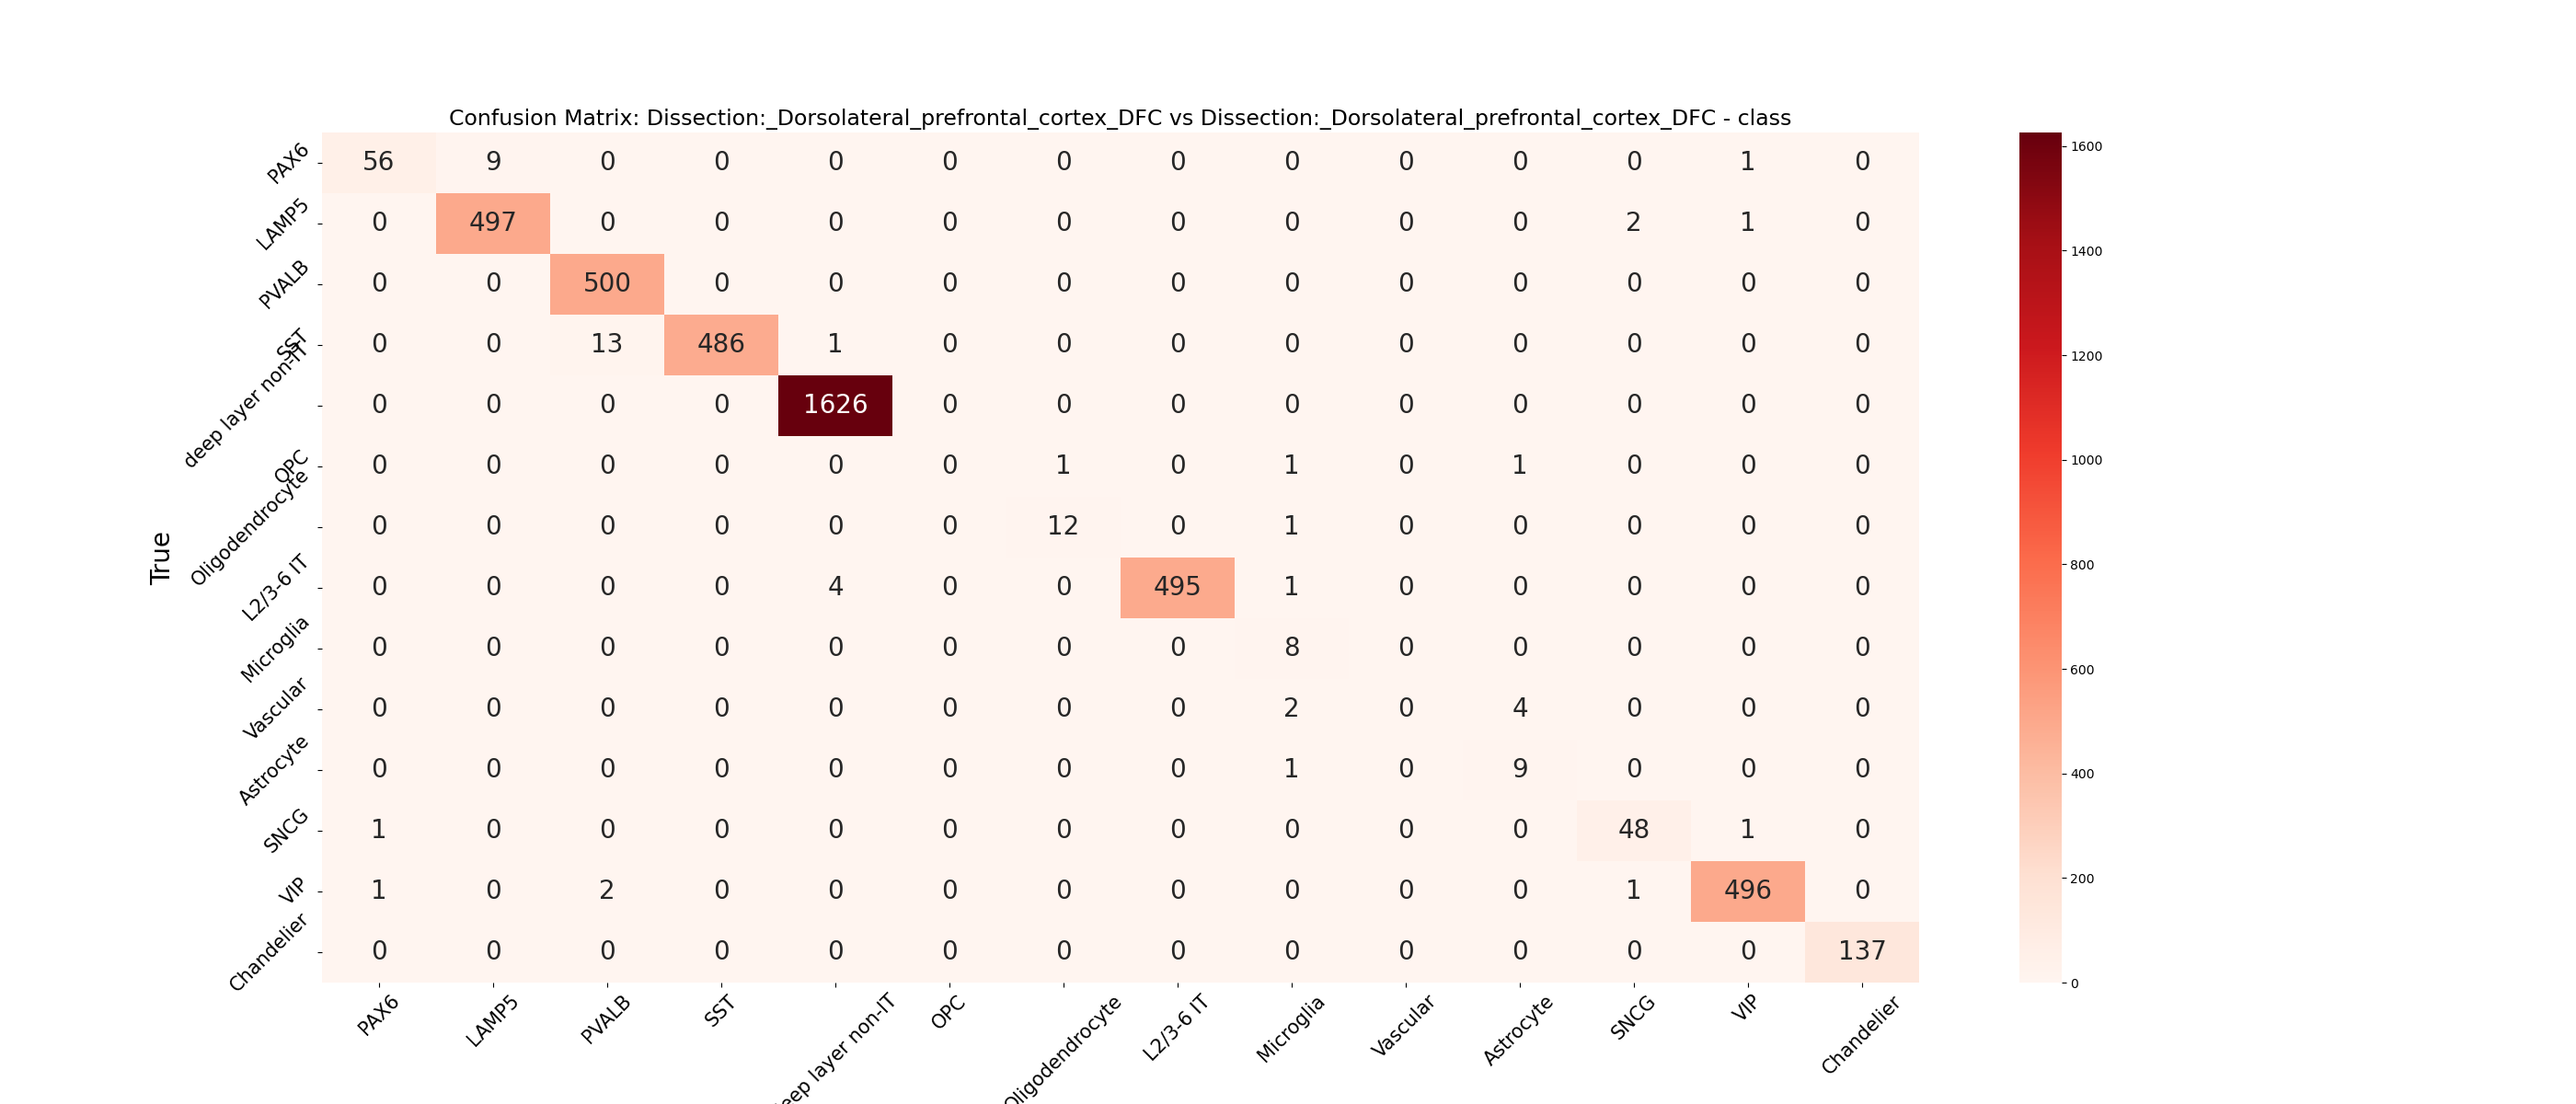 Confusion Matrix: Dissection:_Dorsolateral_prefrontal_cortex_DFC vs Dissection:_Dorsolateral_prefrontal_cortex_DFC - class
PAX6 56 9 0 0 0 0 0 0 0 0 0 0 1 0
LAMP5 0 497 0 0 0 0 0 0 0 0 0 2 1 0
PVALB 0 0 500 0 0 0 0 0 0 0 0 0 0 0
SST 0 0 13 486 1 0 0 0 0 0 0 0 0 0
deep layer non-IT 0 0 0 0 1626 0 0 0 0 0 0 0 0 0
OPC 0 0 0 0 0 0 1 0 1 0 1 0 0 0
Oligodendrocyte 0 0 0 0 0 0 12 0 1 0 0 0 0 0
L2/3-6 IT 0 0 0 0 4 0 0 495 1 0 0 0 0 0
Microglia 0 0 0 0 0 0 0 0 8 0 0 0 0 0
Vascular 0 0 0 0 0 0 0 0 2 0 4 0 0 0
Astrocyte 0 0 0 0 0 0 0 0 1 0 9 0 0 0
SNCG 1 0 0 0 0 0 0 0 0 0 0 48 1 0
VIP 1 0 2 0 0 0 0 0 0 0 0 1 496 0
Chandelier 0 0 0 0 0 0 0 0 0 0 0 0 0 137
True
PAX6 LAMP5 PVALB SST eep layer non-IT OPC Oligodendrocyte L2/3-6 IT Microglia Vascular Astrocyte SNCG VIP Chandelier
1600
1400
1200
1000
800
600
400
200
0